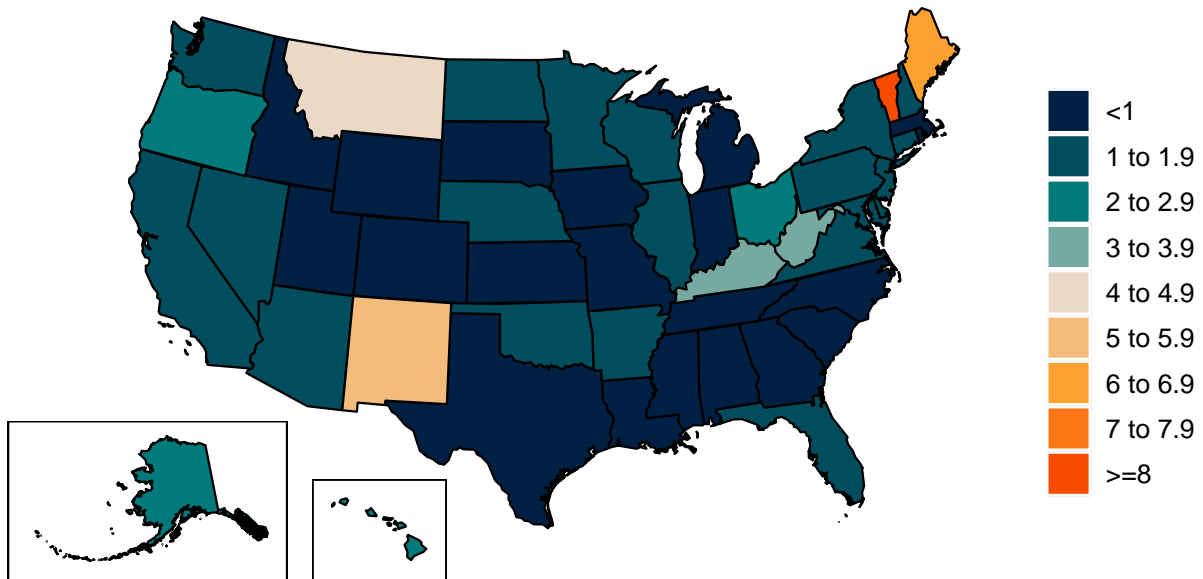 <1
1 to 1.9
2 to 2.9
3 to 3.9
4 to 4.9
5 to 5.9
6 to 6.9
7 to 7.9
>=8